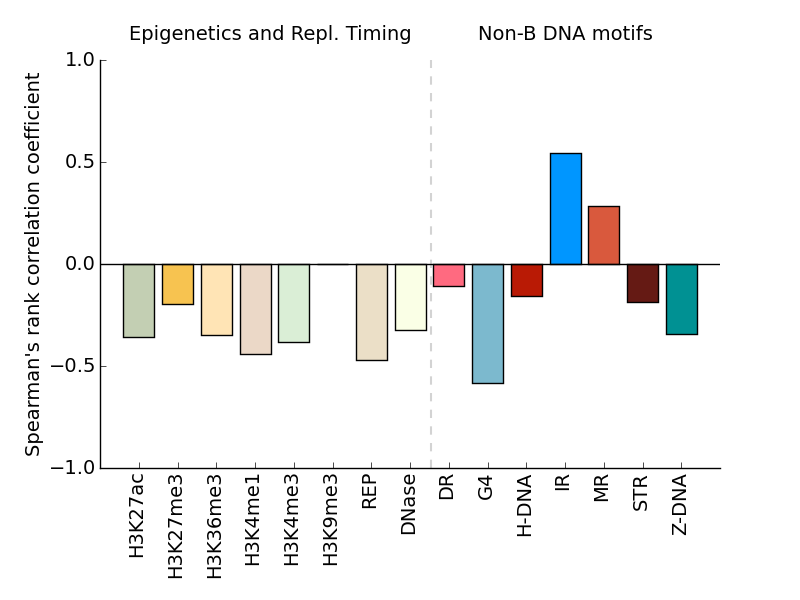 Epigenetics and Repl. Timing
Non-B DNA motifs
Spearman's rank correlation coefficient
1.0
0.5
0.0
−0.5
−1.0
H3K27ac
H3K27me3
H3K36me3
H3K4me1
H3K4me3
H3K9me3
REP
DNase
DR
G4
H-DNA
IR
MR
STR
Z-DNA